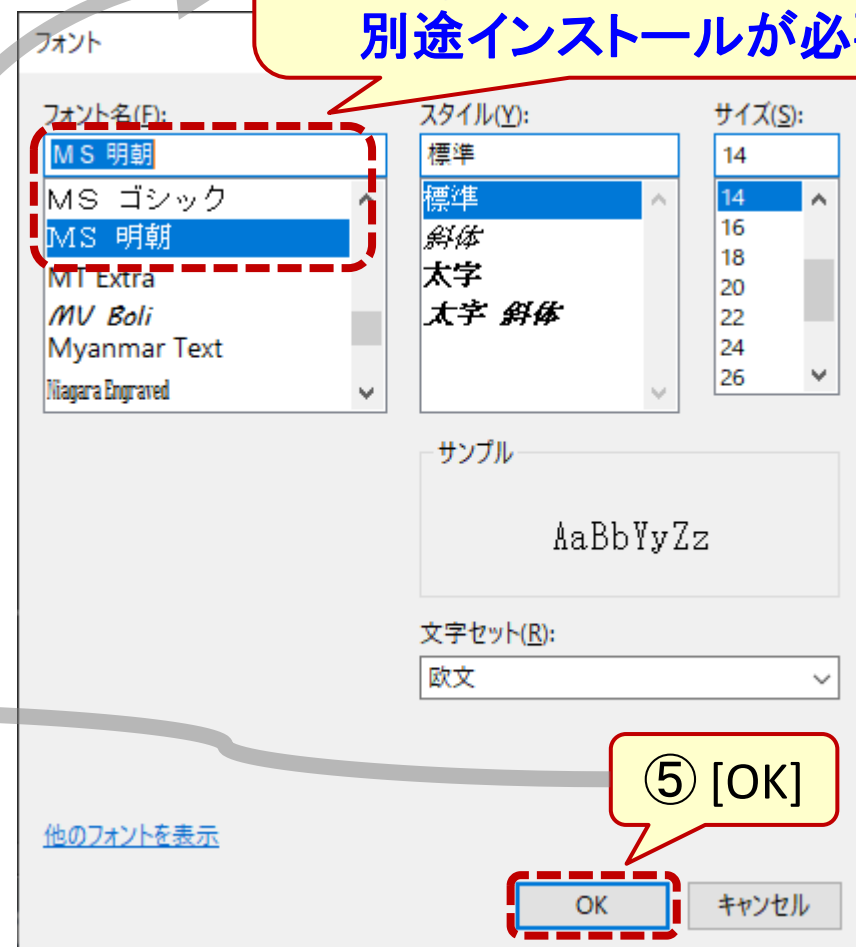 別途インストールが必
フォント
フォント名(F):
ＭＳ 明朝
ＭＳ ゴシック
ＭＳ 明朝
MT Extra
MV Boli
Myanmar Text
Niagara Engraved
スタイル(Y):
標準
標準
斜体
太字
太字 斜体
サイズ(S):
14
14
16
18
20
22
24
26
サンプル
AaBbYyZz
文字セット(R):
欧文
⑤ [OK]
他のフォントを表示
OK
キャンセル